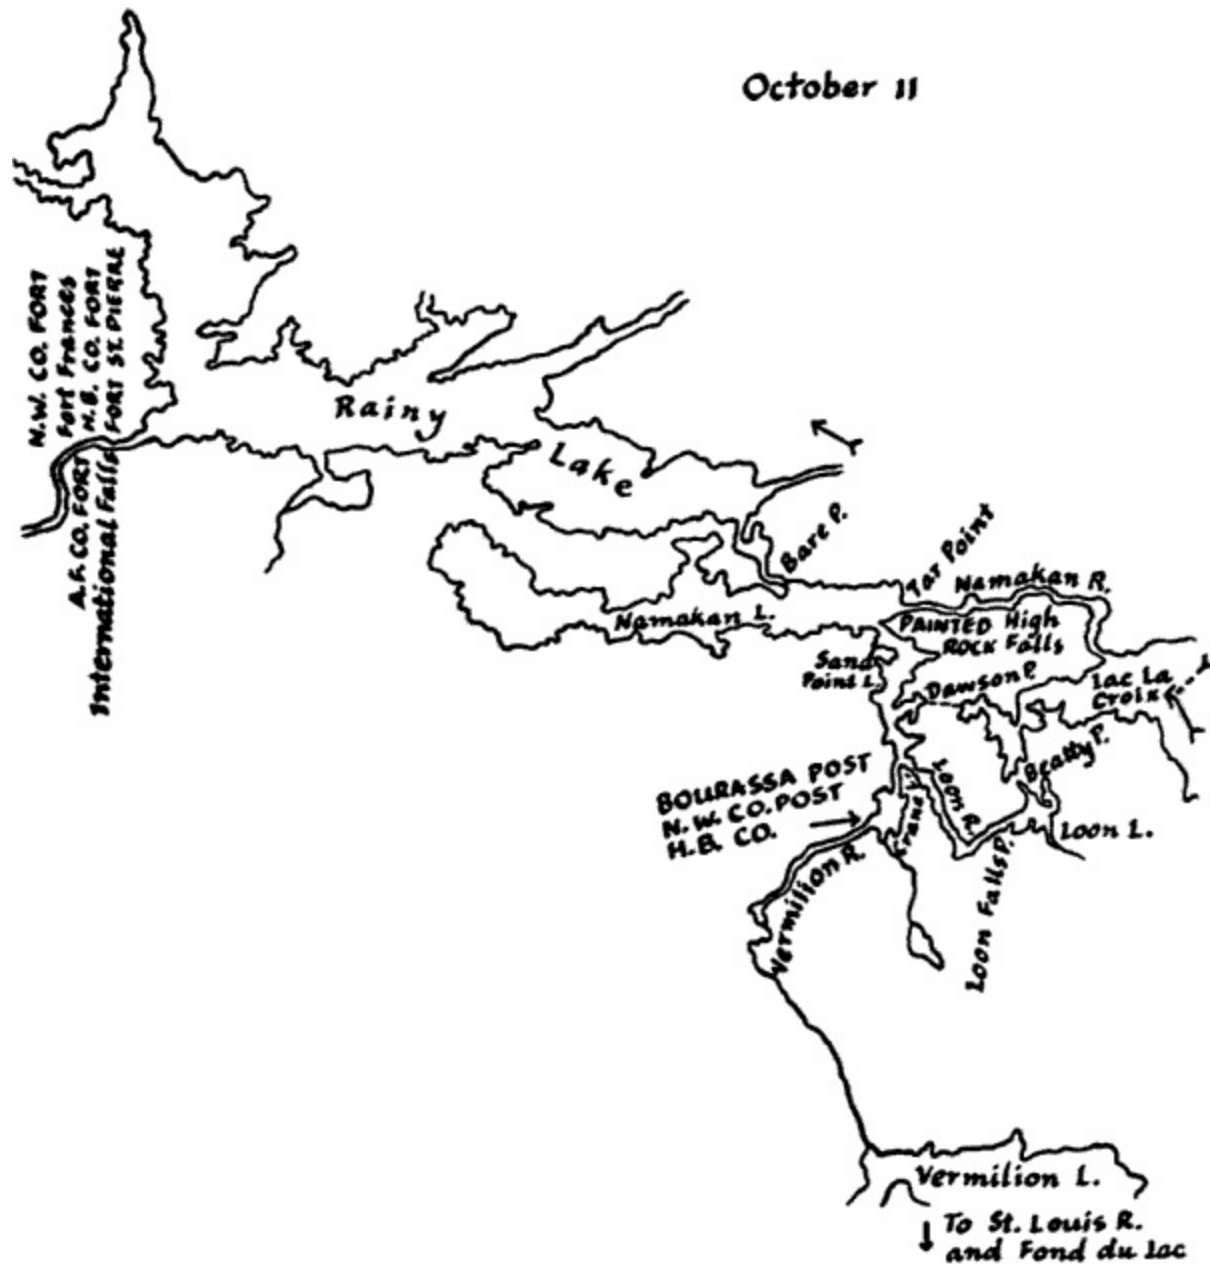 October 11
N.W. CO. FORT
Fort Frances
A.F. CO. FORT H.B. CO. FORT
International Falls FORT ST. PIERRE
Rainy
Lake
Bare P.
Tar Point
Namakan R.
Namakan L.
PAINTED High
ROCK Falls
Sand
Point L.
Dawson P.
Lac La
Croix
Beatty P.
BOURASSA POST
N.W. CO. POST
H.B. CO.
Loon R.
Loon L.
Vermilion R.
Loon Falls P.
Vermilion L.
To St. Louis R.
and Fond du Lac